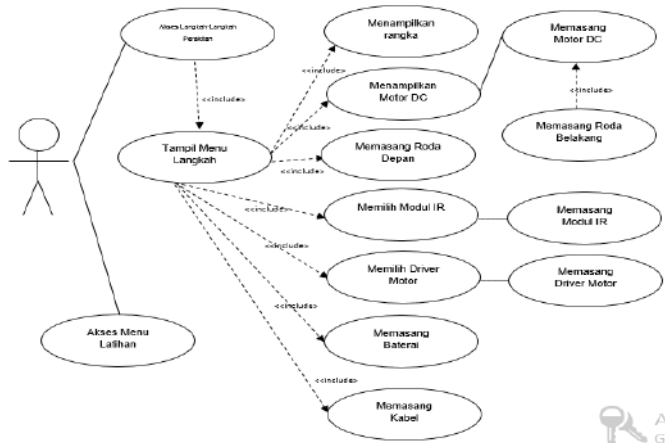 Akses Langkah-Langkah
Perakitan
<<include>>
Tampil Menu
Langkah
Akses Menu
Latihan
Menampilkan
rangka
<<include>>
Menampilkan
Motor DC
<<include>>
Memasang Roda
Depan
<<include>>
Memilih Modul IR
<<include>>
Memilih Driver
Motor
<<include>>
Memasang
Baterai
<<include>>
Memasang
Kabel
<<include>>
Memasang
Motor DC
<<include>>
Memasang Roda
Belakang
Memasang
Modul IR
Memasang
Driver Motor